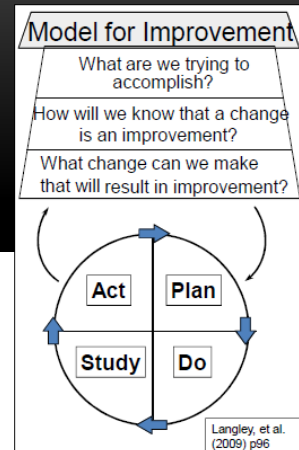 Model for Improvement
What are we trying to
accomplish?
How will we know that a change
is an improvement?
What change can we make
that will result in improvement?
Act
Plan
Study
Do
Langley, et al.
(2009) p96